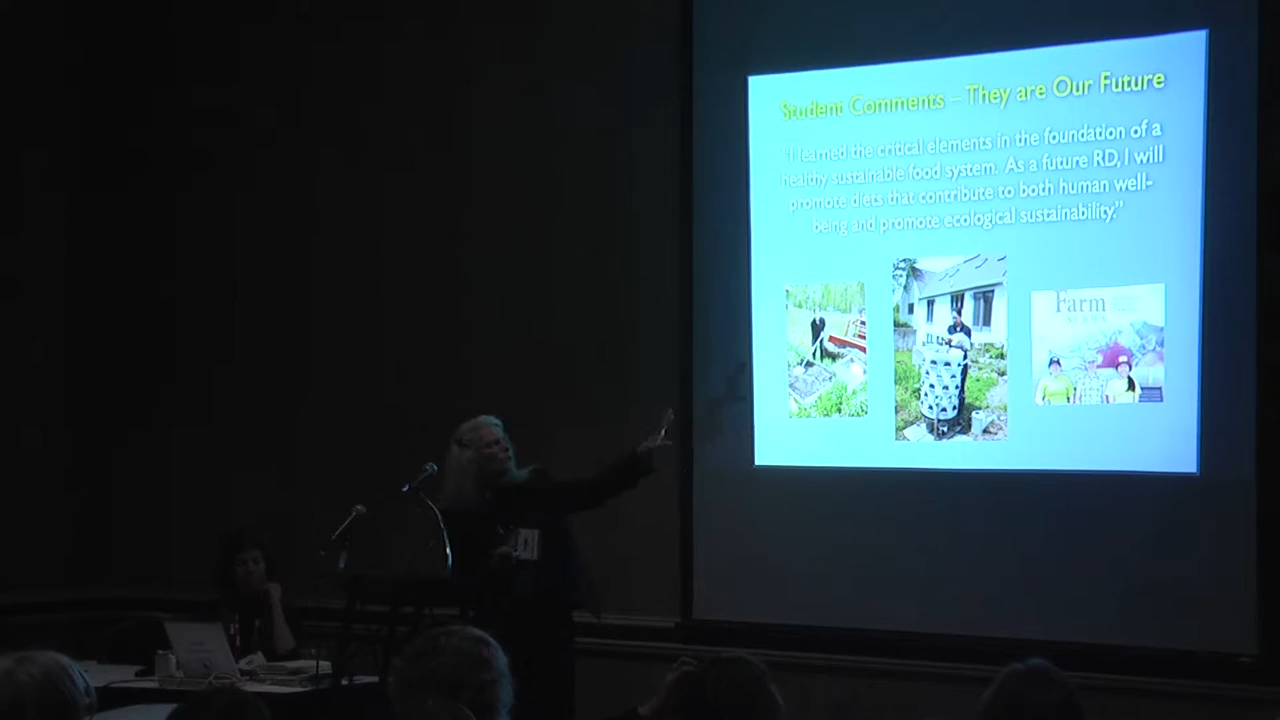 Student Comments – They are Our Future
"I learned the critical elements in the foundation of a
healthy sustainable food system. As a future RD, I will
promote diets that contribute to both human well-
being and promote ecological sustainability."
Farm